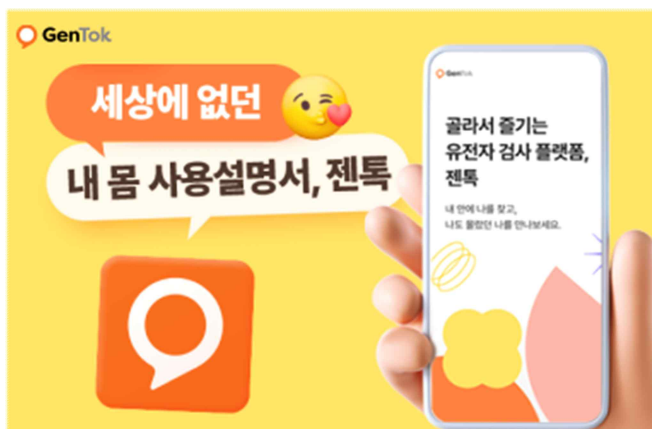 GenTok
세상에 없던
내 몸 사용설명서, 젠톡
GenTok
골라서 즐기는
유전자 검사 플랫폼,
젠톡
내 안에 나를 찾고,
나도 몰랐던 나를 만나보세요.